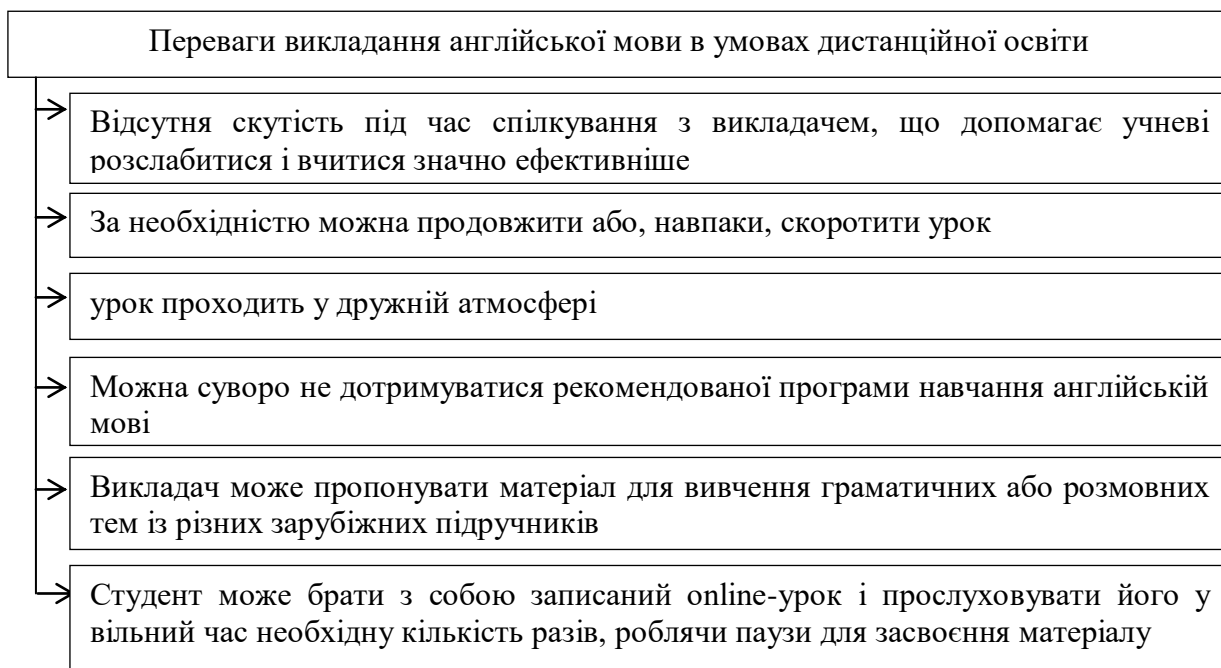 Переваги викладання англійської мови в умовах дистанційної освіти
Відсутня скутість під час спілкування з викладачем, що допомагає учневі
розслабитися і вчитися значно ефективніше
За необхідністю можна продовжити або, навпаки, скоротити урок
урок проходить у дружній атмосфері
Можна суворо не дотримуватися рекомендованої програми навчання англійській
мові
Викладач може пропонувати матеріал для вивчення граматичних або розмовних
тем із різних зарубіжних підручників
Студент може брати з собою записаний online-урок і прослуховувати його у
вільний час необхідну кількість разів, роблячи паузи для засвоєння матеріалу